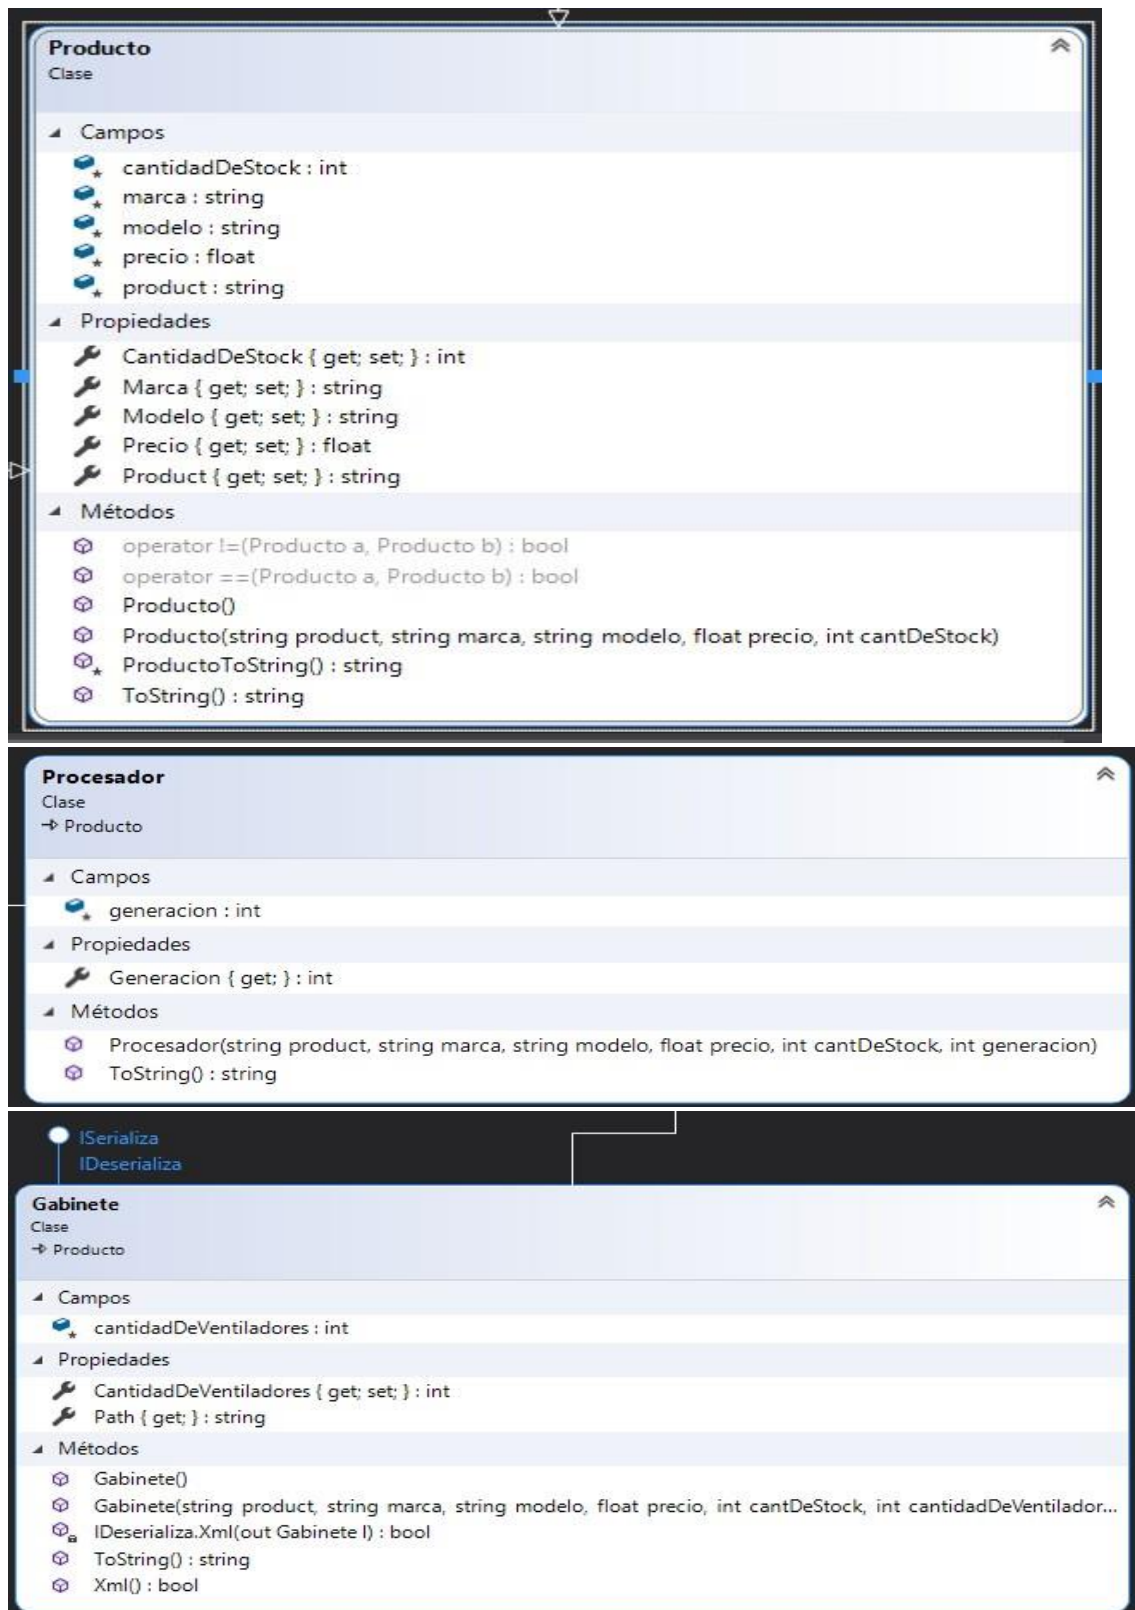 Producto
Clase
Campos
cantidadDeStock : int
marca : string
modelo : string
precio : float
product : string
Propiedades
CantidadDeStock { get; set; } : int
Marca { get; set; } : string
Modelo { get; set; } : string
Precio { get; set; } : float
Product { get; set; } : string
Métodos
operator !=(Producto a, Producto b) : bool
operator ==(Producto a, Producto b) : bool
Producto()
Producto(string product, string marca, string modelo, float precio, int cantDeStock)
ProductoToString() : string
ToString() : string
Procesador
Clase
Producto
Campos
generacion : int
Propiedades
Generacion { get; } : int
Métodos
Procesador(string product, string marca, string modelo, float precio, int cantDeStock, int generacion)
ToString() : string
ISerializa
IDeserializa
Gabinete
Clase
Producto
Campos
cantidadDeVentiladores : int
Propiedades
CantidadDeVentiladores { get; set; } : int
Path { get; } : string
Métodos
Gabinete()
Gabinete(string product, string marca, string modelo, float precio, int cantDeStock, int cantidadDeVentilador...
IDeserializa.Xml(out Gabinete l) : bool
ToString() : string
Xml() : bool